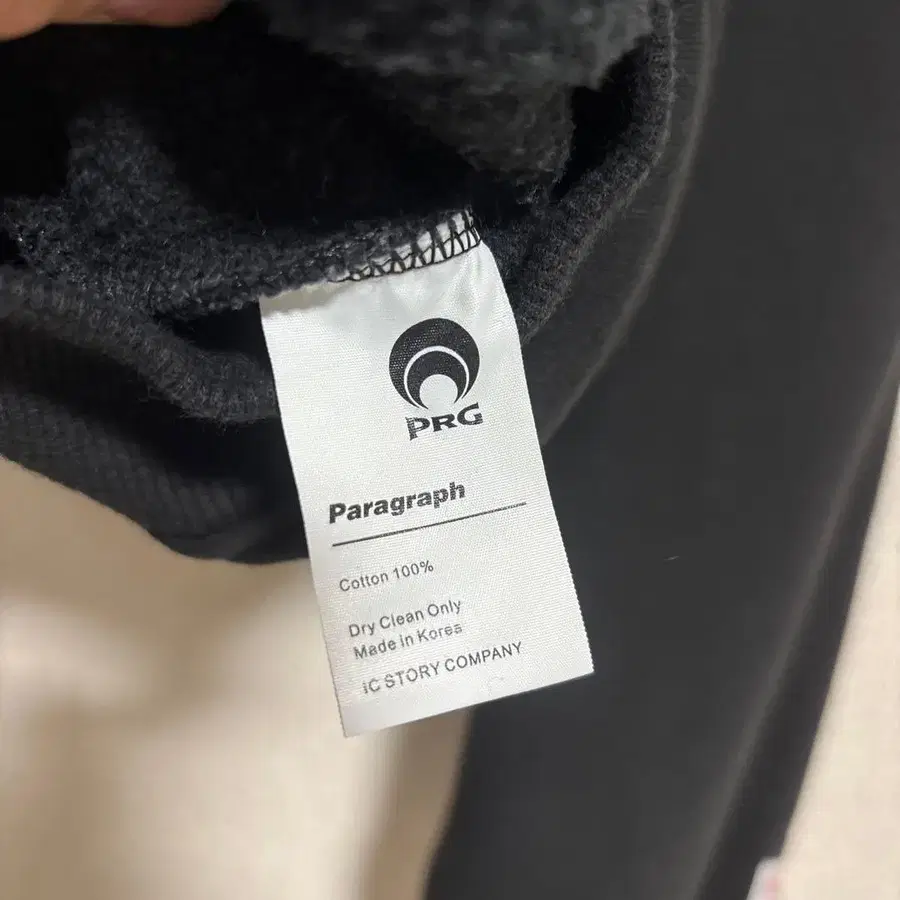 PRG
Paragraph
Cotton 100%
Dry Clean Only
Made in Korea
iC STORY COMPANY